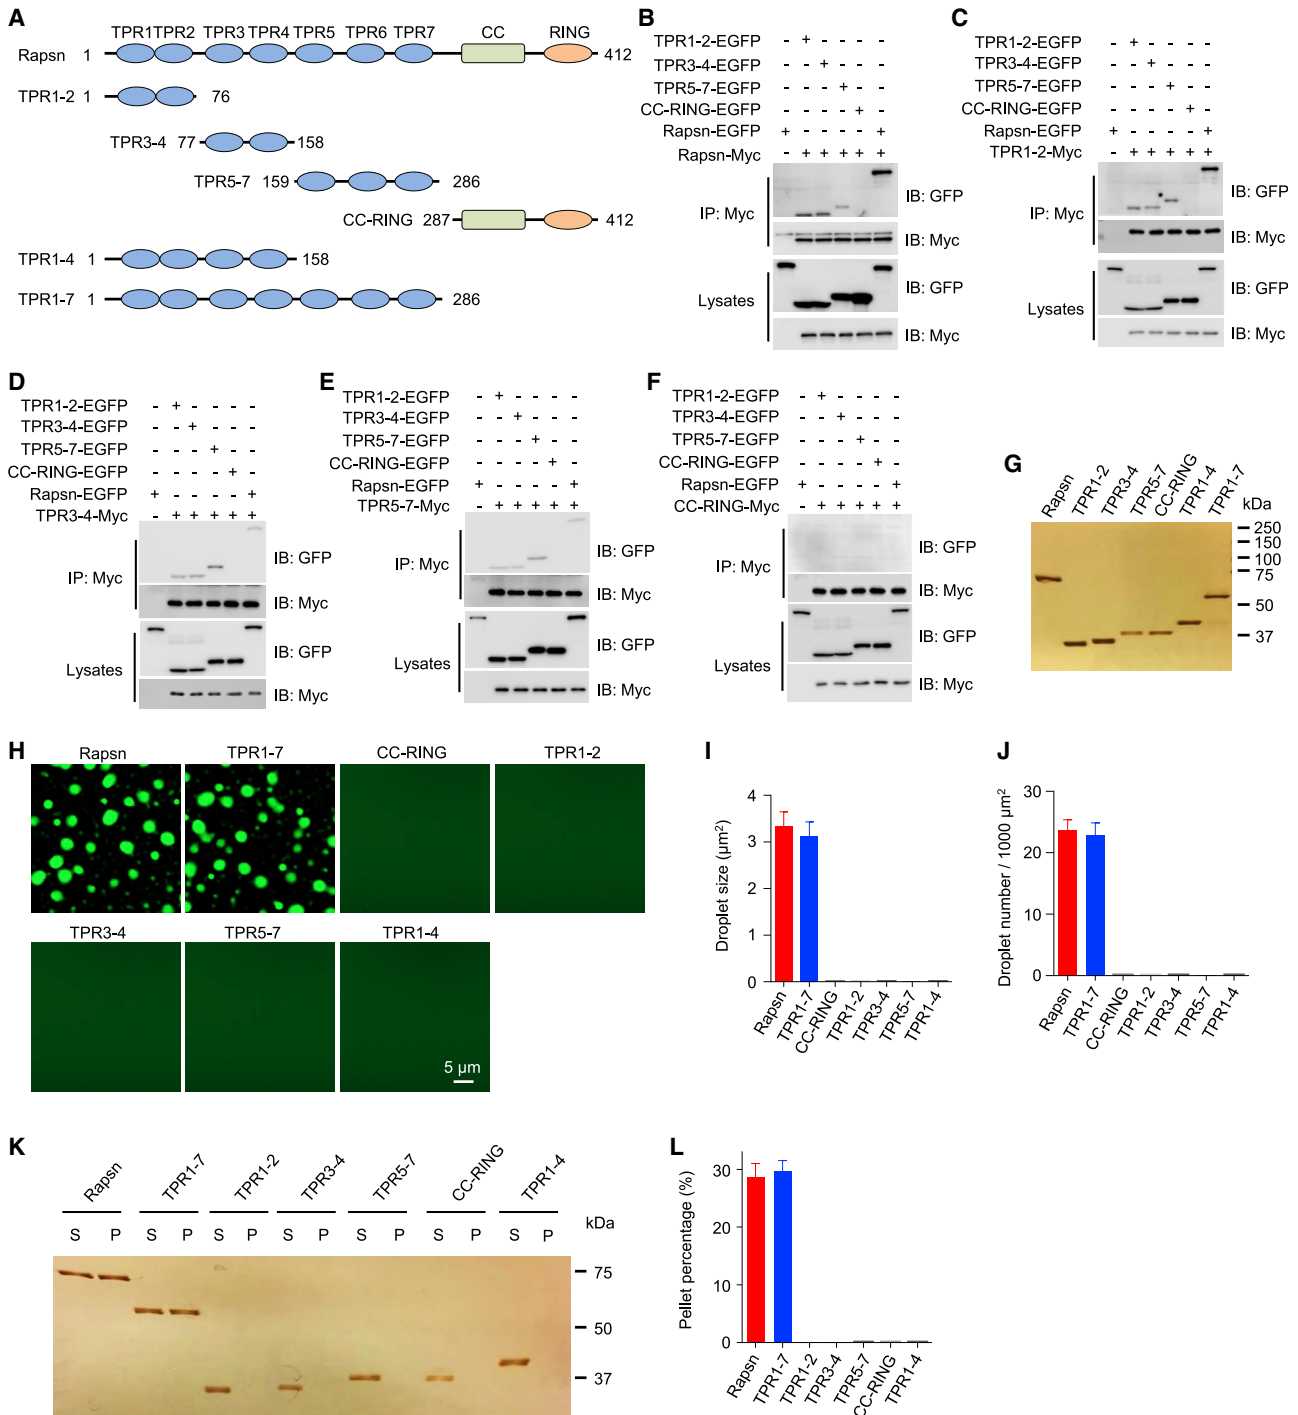 A
TPR1 TPR2 TPR3 TPR4 TPR5 TPR6 TPR7 CC RING
Rapsn 1 412
TPR1-2 1 76
TPR3-4 77 158
TPR5-7 159 286
CC-RING 287 412
TPR1-4 1 158
TPR1-7 1 286
B
TPR1-2-EGFP - + - - - -
TPR3-4-EGFP - - + - - -
TPR5-7-EGFP - - - + - -
CC-RING-EGFP - - - - + -
Rapsn-EGFP + - - - - +
Rapsn-Myc - + + + + +
IP: Myc
IB: GFP
IB: Myc
Lysates
IB: GFP
IB: Myc
C
TPR1-2-EGFP - + - - - -
TPR3-4-EGFP - - + - - -
TPR5-7-EGFP - - - + - -
CC-RING-EGFP - - - - + -
Rapsn-EGFP + - - - - +
TPR1-2-Myc - + + + + +
IP: Myc
IB: GFP
IB: Myc
Lysates
IB: GFP
IB: Myc
D
TPR1-2-EGFP - + - - - -
TPR3-4-EGFP - - + - - -
TPR5-7-EGFP - - - + - -
CC-RING-EGFP - - - - + -
Rapsn-EGFP + - - - - +
TPR3-4-Myc - + + + + +
IP: Myc
IB: GFP
IB: Myc
Lysates
IB: GFP
IB: Myc
E
TPR1-2-EGFP - + - - - -
TPR3-4-EGFP - - + - - -
TPR5-7-EGFP - - - + - -
CC-RING-EGFP - - - - + -
Rapsn-EGFP + - - - - +
TPR5-7-Myc - + + + + +
IP: Myc
IB: GFP
IB: Myc
Lysates
IB: GFP
IB: Myc
F
TPR1-2-EGFP - + - - - -
TPR3-4-EGFP - - + - - -
TPR5-7-EGFP - - - + - -
CC-RING-EGFP - - - - + -
Rapsn-EGFP + - - - - +
CC-RING-Myc - + + + + +
IP: Myc
IB: GFP
IB: Myc
Lysates
IB: GFP
IB: Myc
G
Rapsn TPR1-2 TPR3-4 TPR5-7 CC-RING TPR1-4 TPR1-7
kDa
250
150
100
75
50
37
H
Rapsn TPR1-7 CC-RING TPR1-2
TPR3-4 TPR5-7 TPR1-4
5 µm
I
Droplet size (µm²)
4
3
2
1
0
Rapsn TPR1-7 CC-RING TPR1-2 TPR3-4 TPR5-7 TPR1-4
J
Droplet number / 1000 µm²
30
20
10
0
Rapsn TPR1-7 CC-RING TPR1-2 TPR3-4 TPR5-7 TPR1-4
K
Rapsn TPR1-7 TPR1-2 TPR3-4 TPR5-7 CC-RING TPR1-4
S P S P S P S P S P S P S P
kDa
75
50
37
L
Pellet percentage (%)
30
20
10
0
Rapsn TPR1-7 TPR1-2 TPR3-4 TPR5-7 CC-RING TPR1-4